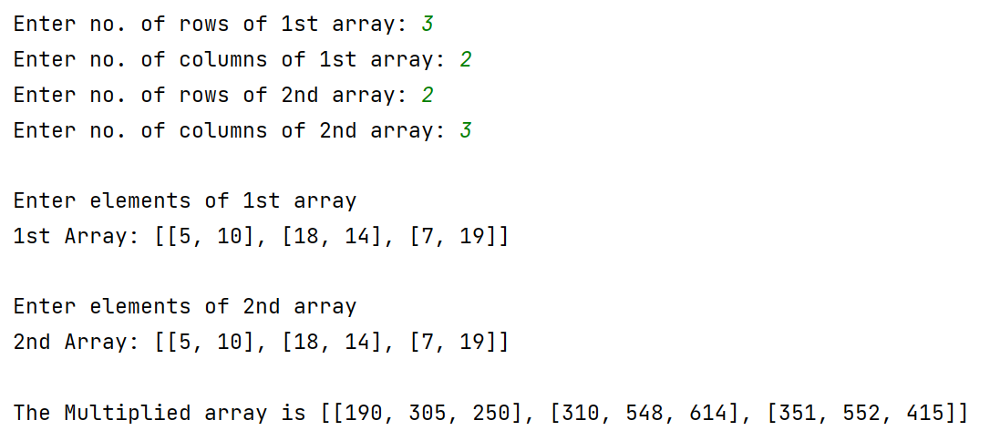 Enter no. of rows of 1st array: 3
Enter no. of columns of 1st array: 2
Enter no. of rows of 2nd array: 2
Enter no. of columns of 2nd array: 3
Enter elements of 1st array
1st Array: [[5, 10], [18, 14], [7, 19]]
Enter elements of 2nd array
2nd Array: [[5, 10], [18, 14], [7, 19]]
The Multiplied array is [[190, 305, 250], [310, 548, 614], [351, 552, 415]]